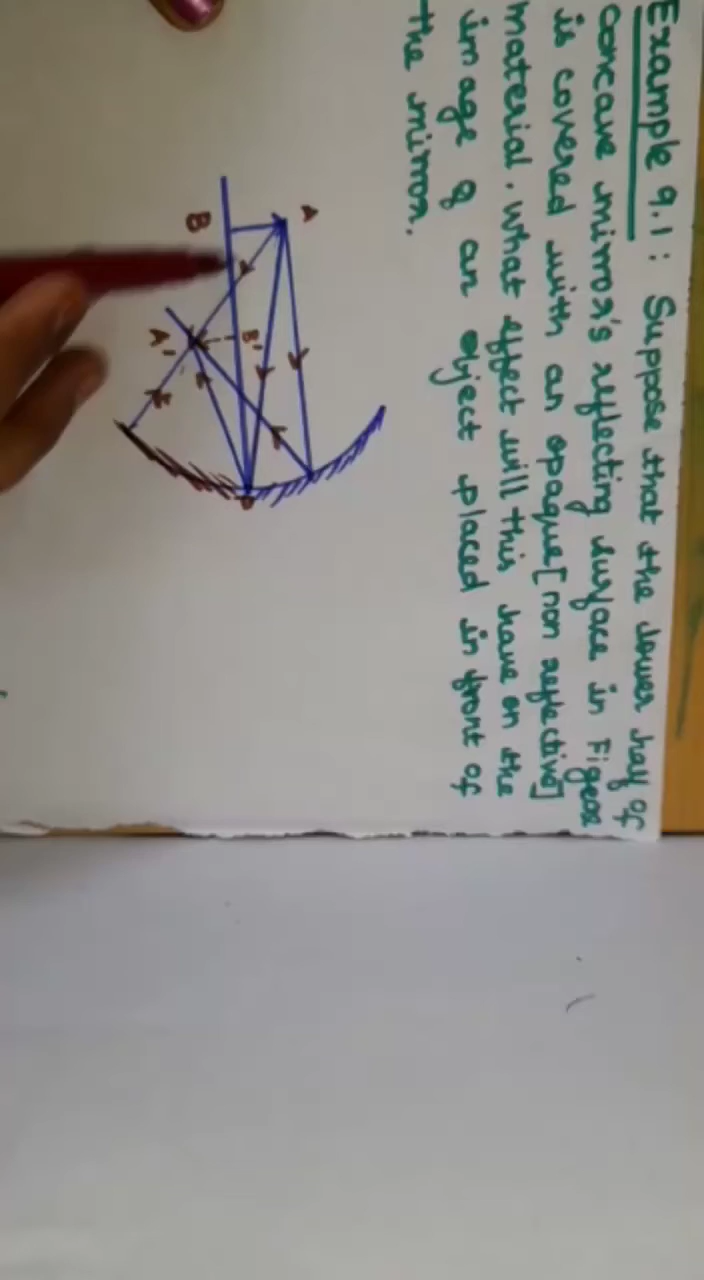 Example 9.1: Suppose that the lower half of
concave mirror's reflecting surface in Figure
is covered with an opaque [non reflective]
material. What effect will this have on the
image of an object placed in front of
the mirror.
A
B
B'
A'